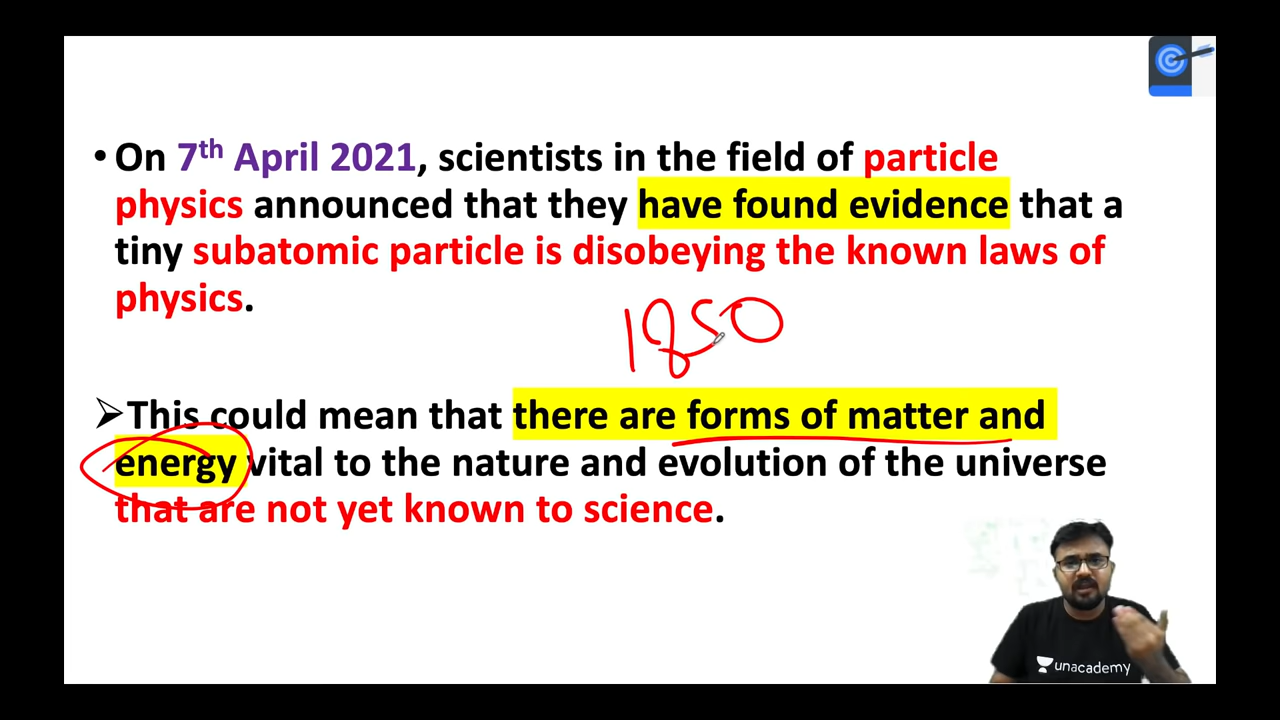 • On 7th April 2021, scientists in the field of particle
physics announced that they have found evidence that a
tiny subatomic particle is disobeying the known laws of
physics.
1850
➢This could mean that there are forms of matter and
energy vital to the nature and evolution of the universe
that are not yet known to science.
unacademy